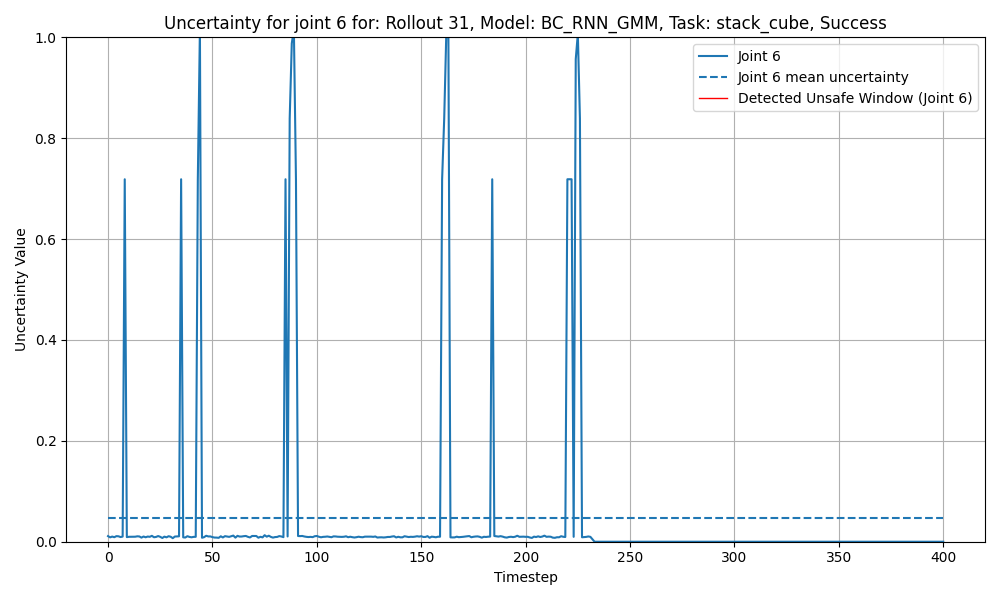 Uncertainty for joint 6 for: Rollout 31, Model: BC_RNN_GMM, Task: stack_cube, Success
Joint 6
Joint 6 mean uncertainty
Detected Unsafe Window (Joint 6)
Uncertainty Value
1.0
0.8
0.6
0.4
0.2
0.0
0 50 100 150 200 250 300 350 400
Timestep